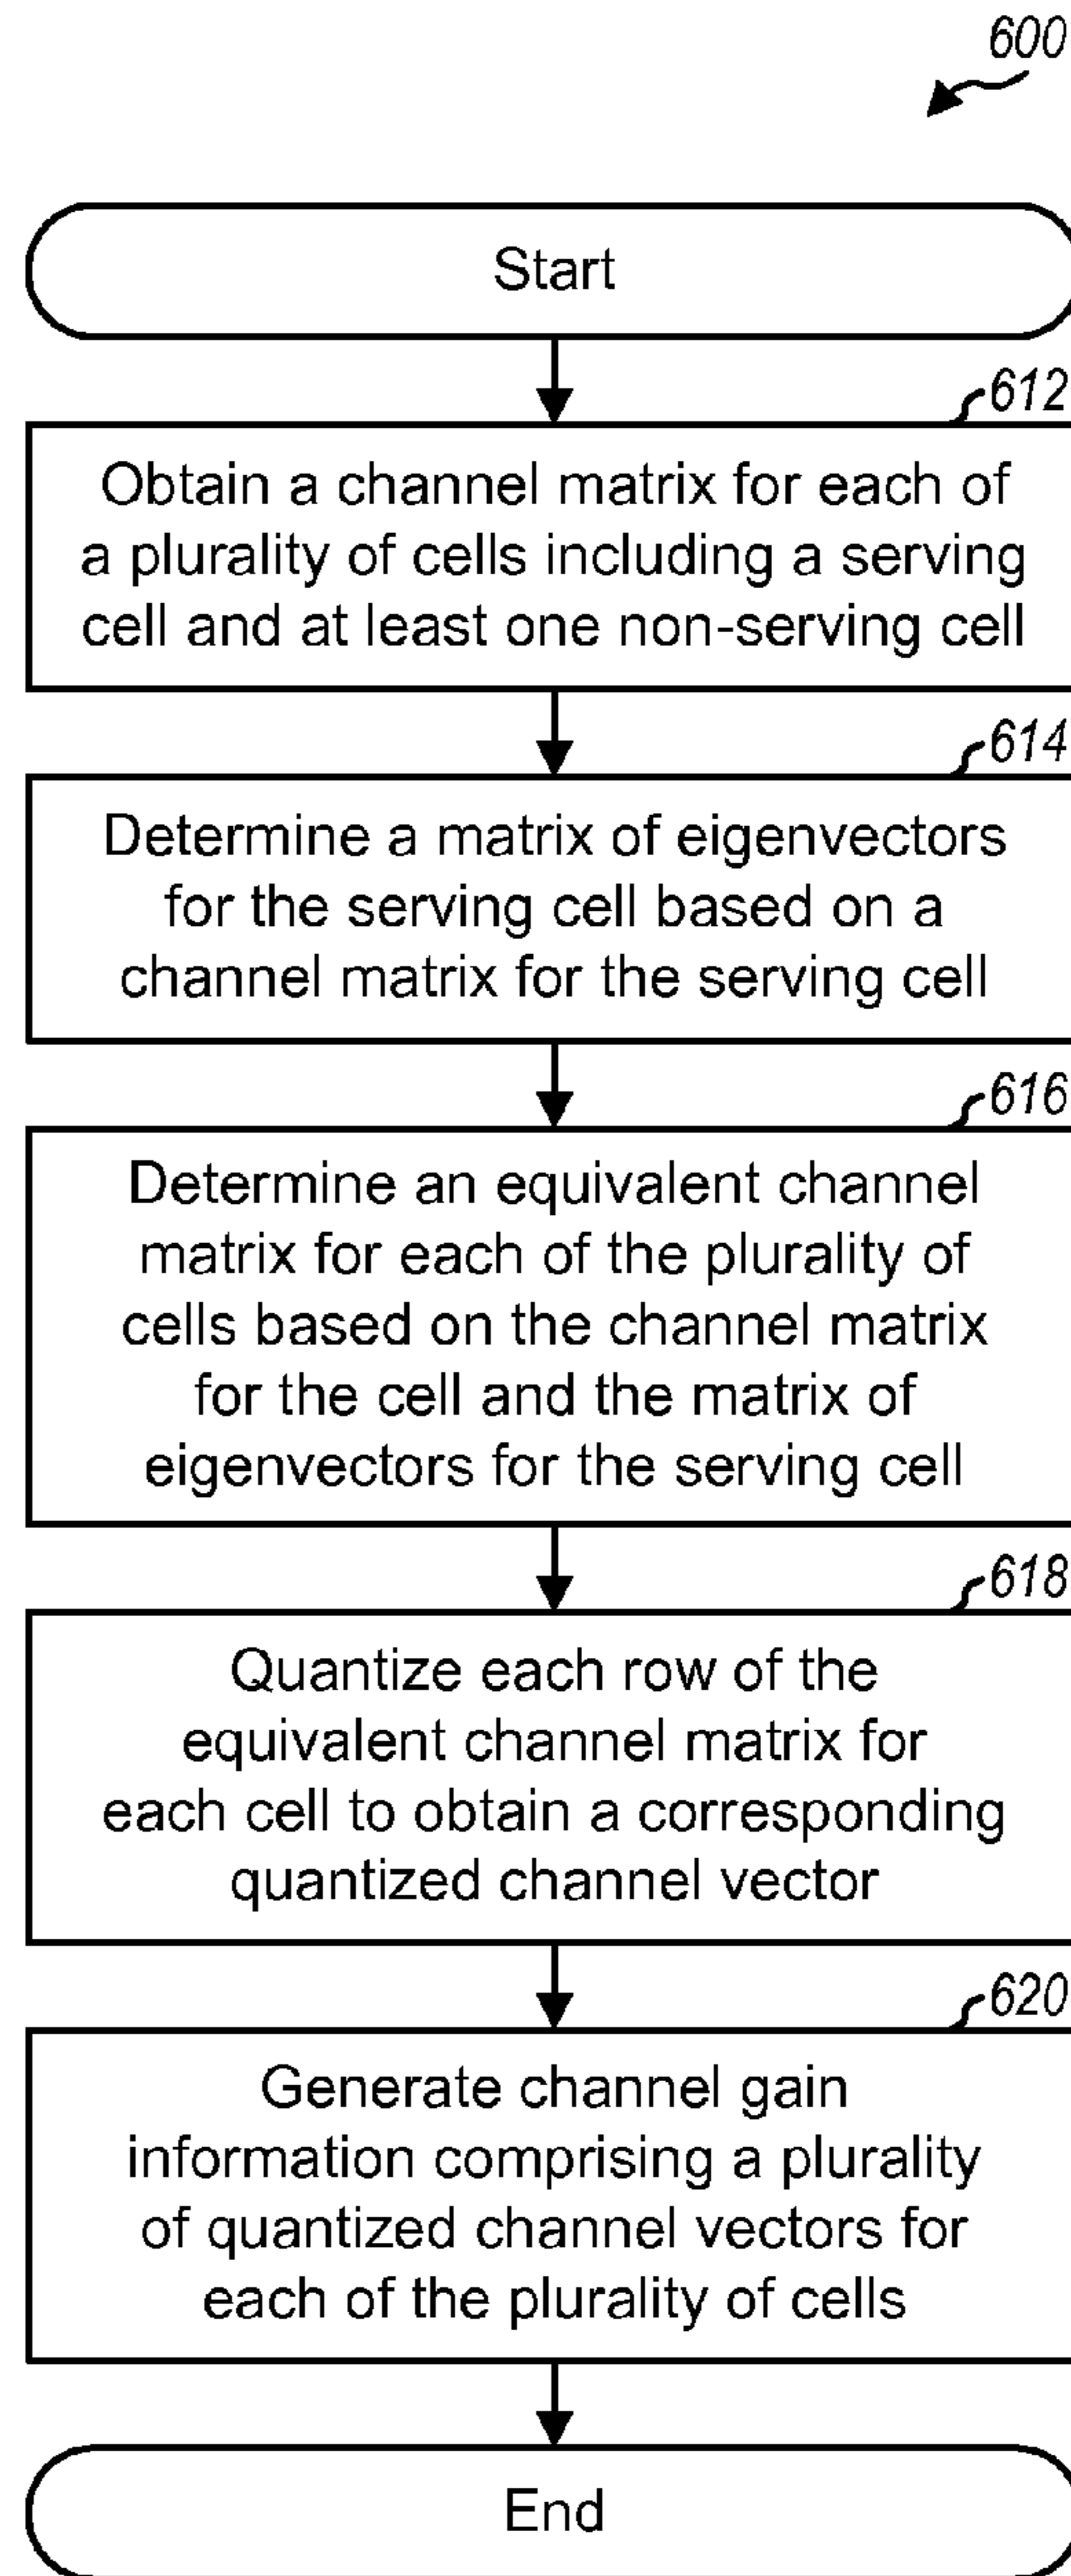 600
Start
612
Obtain a channel matrix for each of
a plurality of cells including a serving
cell and at least one non-serving cell
614
Determine a matrix of eigenvectors
for the serving cell based on a
channel matrix for the serving cell
616
Determine an equivalent channel
matrix for each of the plurality of
cells based on the channel matrix
for the cell and the matrix of
eigenvectors for the serving cell
618
Quantize each row of the
equivalent channel matrix for
each cell to obtain a corresponding
quantized channel vector
620
Generate channel gain
information comprising a plurality
of quantized channel vectors for
each of the plurality of cells
End